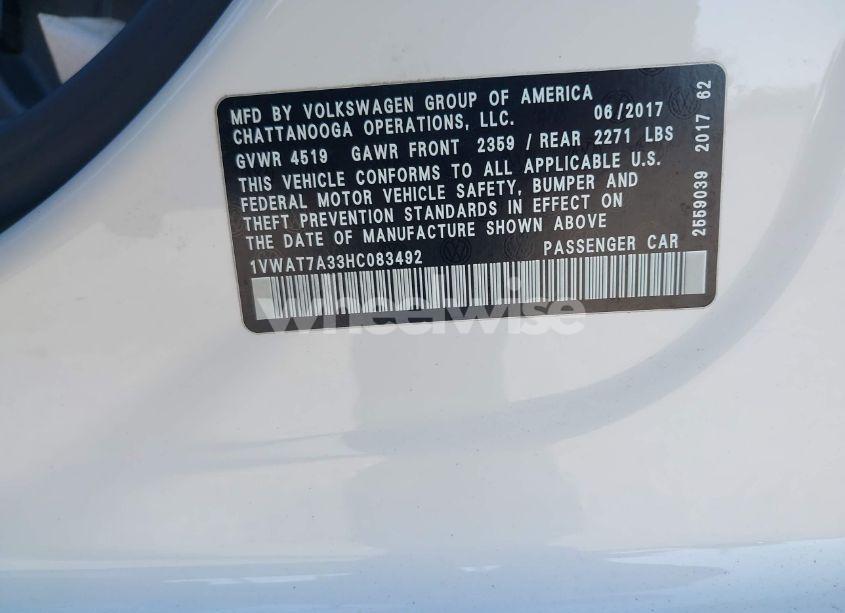 MFD BY VOLKSWAGEN GROUP OF AMERICA
CHATTANOOGA OPERATIONS, LLC. 06/2017
GVWR 4519 GAWR FRONT 2359 / REAR 2271 LBS
THIS VEHICLE CONFORMS TO ALL APPLICABLE U.S.
FEDERAL MOTOR VEHICLE SAFETY, BUMPER AND
THEFT PREVENTION STANDARDS IN EFFECT ON
THE DATE OF MANUFACTURE SHOWN ABOVE
1VWAT7A33HC083492 PASSENGER CAR
2559039 2017 62
wheelwise